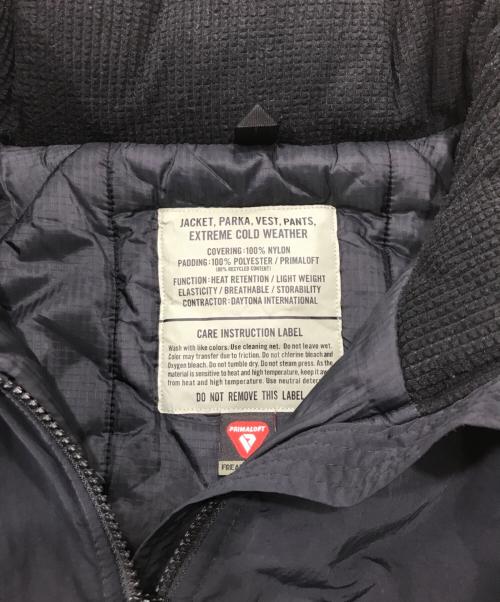 JACKET, PARKA, VEST, PANTS,
EXTREME COLD WEATHER
COVERING: 100% NYLON
PADDING: 100% POLYESTER / PRIMALOFT
(80% RECYCLED CONTENT)
FUNCTION: HEAT RETENTION / LIGHT WEIGHT
ELASTICITY / BREATHABLE / STORABILITY
CONTRACTOR: DAYTONA INTERNATIONAL
CARE INSTRUCTION LABEL
Wash with like colors. Use cleaning net. Do not leave wet.
Color may transfer due to friction. Do not chlorine bleach and
Oxygen bleach. Do not tumble dry. Do not steam press. As the
material is sensitive to heat and high temperature, keep it away
from heat and high temperature. Use neutral deterg
DO NOT REMOVE THIS LABEL
PRIMALOFT